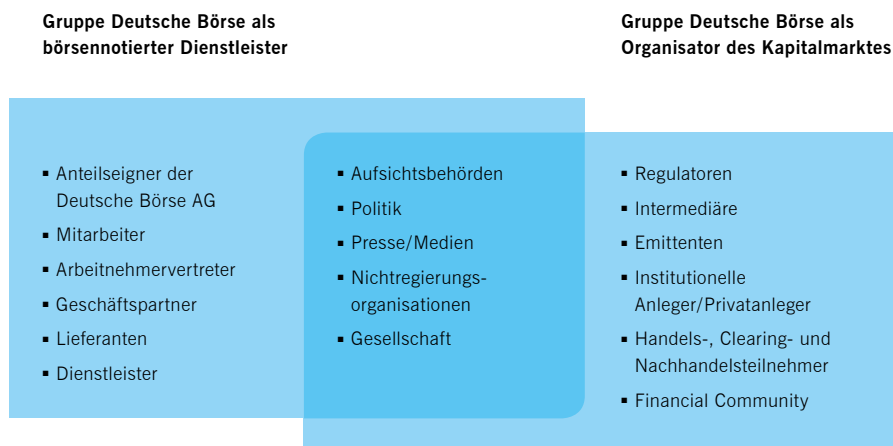 Gruppe Deutsche Börse als
börsennotierter Dienstleister
Gruppe Deutsche Börse als
Organisator des Kapitalmarktes
▪ Anteilseigner der
Deutsche Börse AG
▪ Mitarbeiter
▪ Arbeitnehmervertreter
▪ Geschäftspartner
▪ Lieferanten
▪ Dienstleister
▪ Aufsichtsbehörden
▪ Politik
▪ Presse/Medien
▪ Nichtregierungs-
organisationen
▪ Gesellschaft
▪ Regulatoren
▪ Intermediäre
▪ Emittenten
▪ Institutionelle
Anleger/Privatanleger
▪ Handels-, Clearing- und
Nachhandelsteilnehmer
▪ Financial Community